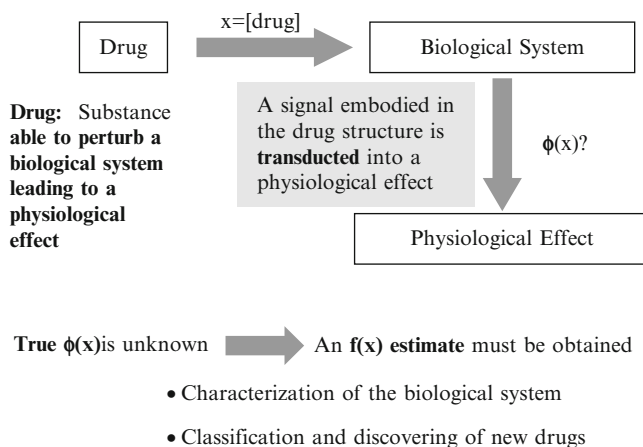 x=[drug]
Drug
Biological System
Drug: Substance
able to perturb a
biological system
leading to a
physiological
effect
A signal embodied in
the drug structure is
transducted into a
physiological effect
ϕ(x)?
Physiological Effect
True ϕ(x)is unknown
An f(x) estimate must be obtained
• Characterization of the biological system
• Classification and discovering of new drugs